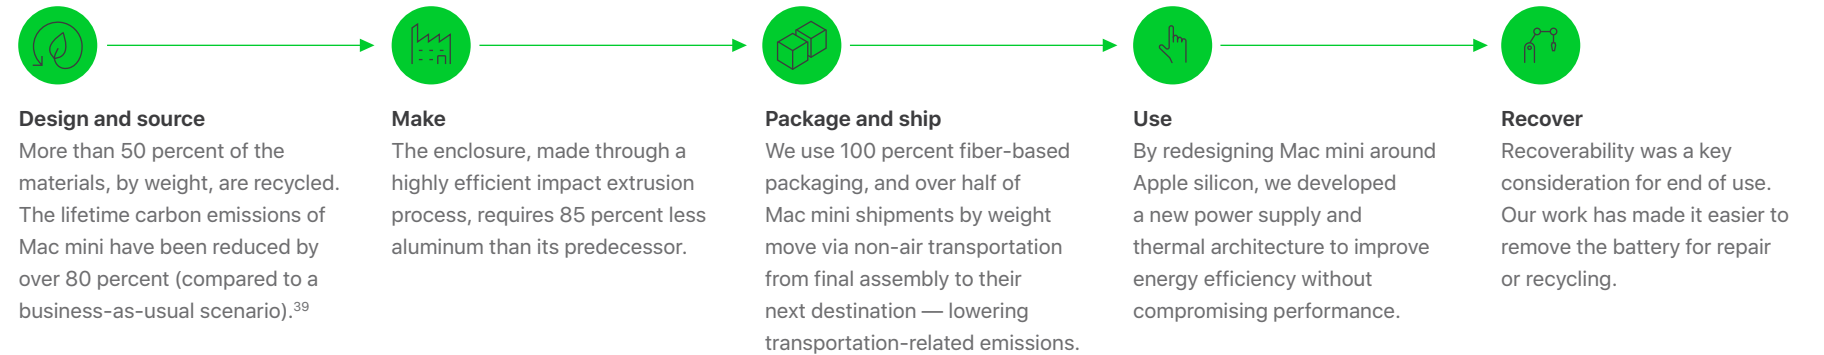 Design and source
More than 50 percent of the
materials, by weight, are recycled.
The lifetime carbon emissions of
Mac mini have been reduced by
over 80 percent (compared to a
business-as-usual scenario).³⁹
Make
The enclosure, made through a
highly efficient impact extrusion
process, requires 85 percent less
aluminum than its predecessor.
Package and ship
We use 100 percent fiber-based
packaging, and over half of
Mac mini shipments by weight
move via non-air transportation
from final assembly to their
next destination — lowering
transportation-related emissions.
Use
By redesigning Mac mini around
Apple silicon, we developed
a new power supply and
thermal architecture to improve
energy efficiency without
compromising performance.
Recover
Recoverability was a key
consideration for end of use.
Our work has made it easier to
remove the battery for repair
or recycling.